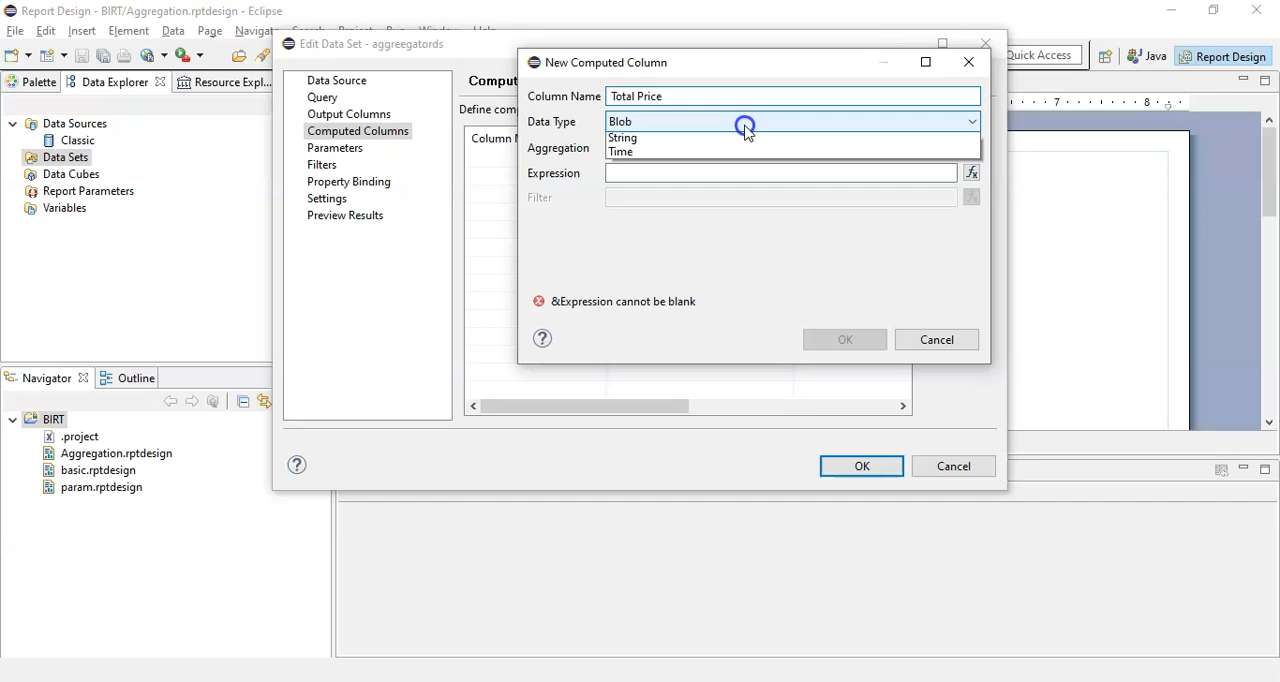 Report Design - BIRT/Aggregation.rptdesign - Eclipse
File Edit Insert Element Data Page
Quick Access Java Report Design
Palette Data Explorer Resource Expl...
Data Sources
Classic
Data Sets
Data Cubes
Report Parameters
Variables
Navigator Outline
BIRT
.project
Aggregation.rptdesign
basic.rptdesign
param.rptdesign
Edit Data Set - aggreegatords
Data Source
Query
Output Columns
Computed Columns
Parameters
Filters
Property Binding
Settings
Preview Results
OK Cancel
New Computed Column
Column Name Total Price
Data Type Blob
String
Time
Aggregation
Expression
Filter
&Expression cannot be blank
OK Cancel
7 8